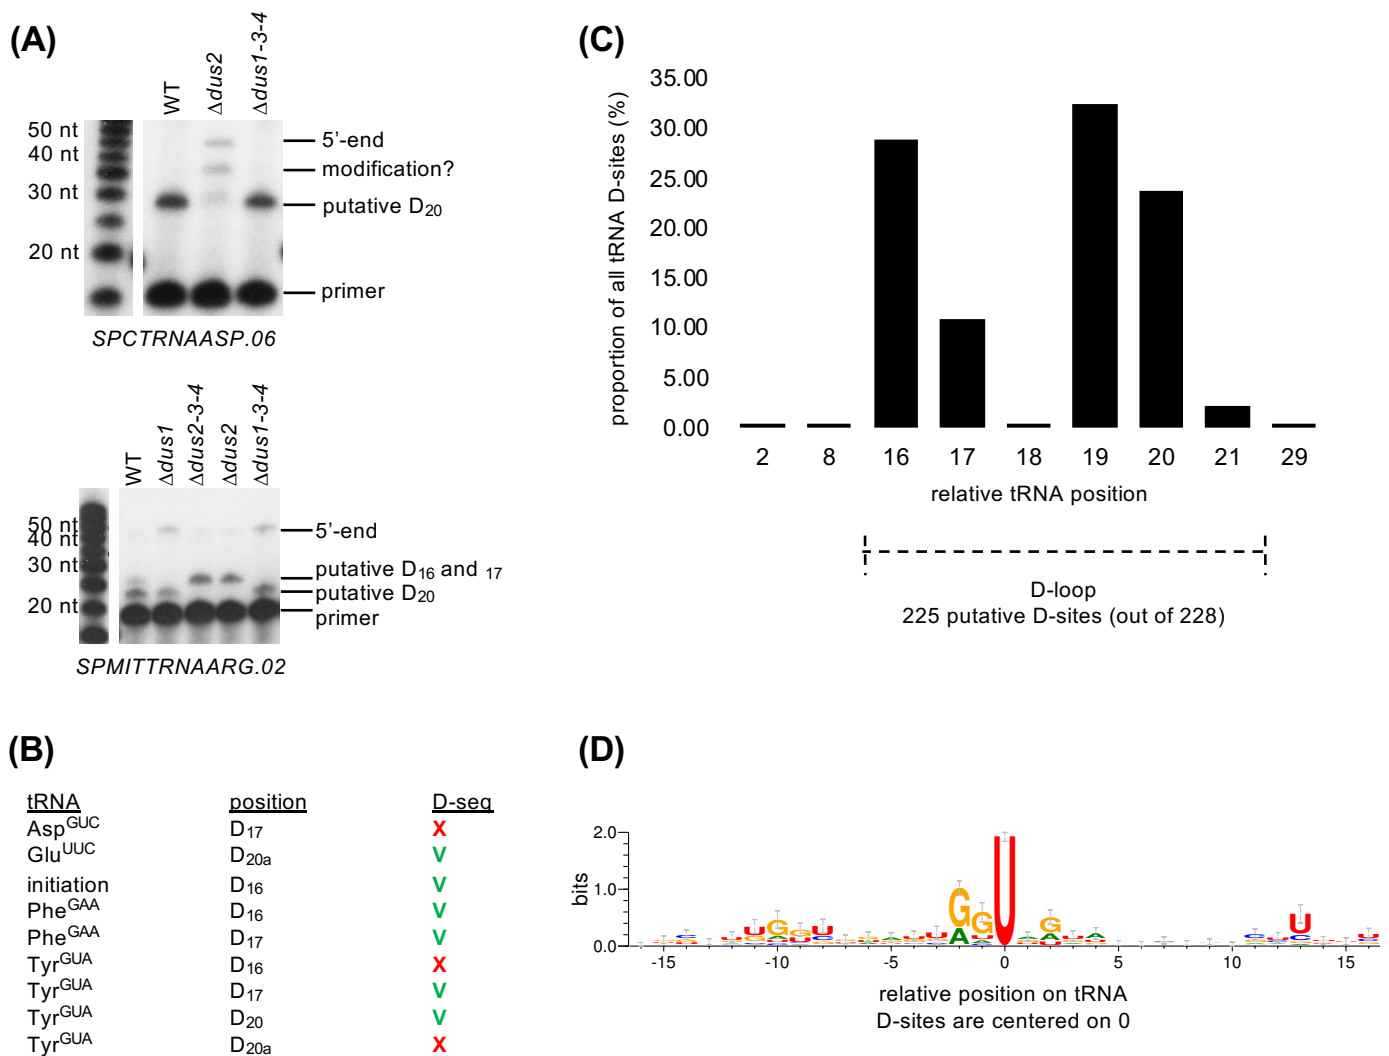 (A)
WT
Δdus2
Δdus1-3-4
50 nt
40 nt
30 nt
20 nt
5’-end
modification?
putative D20
primer
SPCTRNAASP.06
WT
Δdus1
Δdus2-3-4
Δdus2
Δdus1-3-4
50 nt
40 nt
30 nt
20 nt
5’-end
putative D16 and 17
putative D20
primer
SPMITTRNAARG.02
(B)
tRNA position D-seq
AspGUC D17 X
GluUUC D20a V
initiation D16 V
PheGAA D16 V
PheGAA D17 V
TyrGUA D16 X
TyrGUA D17 V
TyrGUA D20 V
TyrGUA D20a X
(C)
proportion of all tRNA D-sites (%)
35.00
30.00
25.00
20.00
15.00
10.00
5.00
0.00
2 8 16 17 18 19 20 21 29
relative tRNA position
D-loop
225 putative D-sites (out of 228)
(D)
bits
2.0
1.0
0.0
-15 -10 -5 0 5 10 15
relative position on tRNA
D-sites are centered on 0